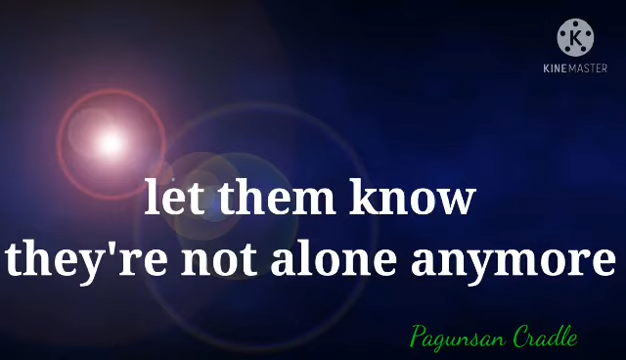 KINEMASTER
let them know
they're not alone anymore
Pagunsan Cradle